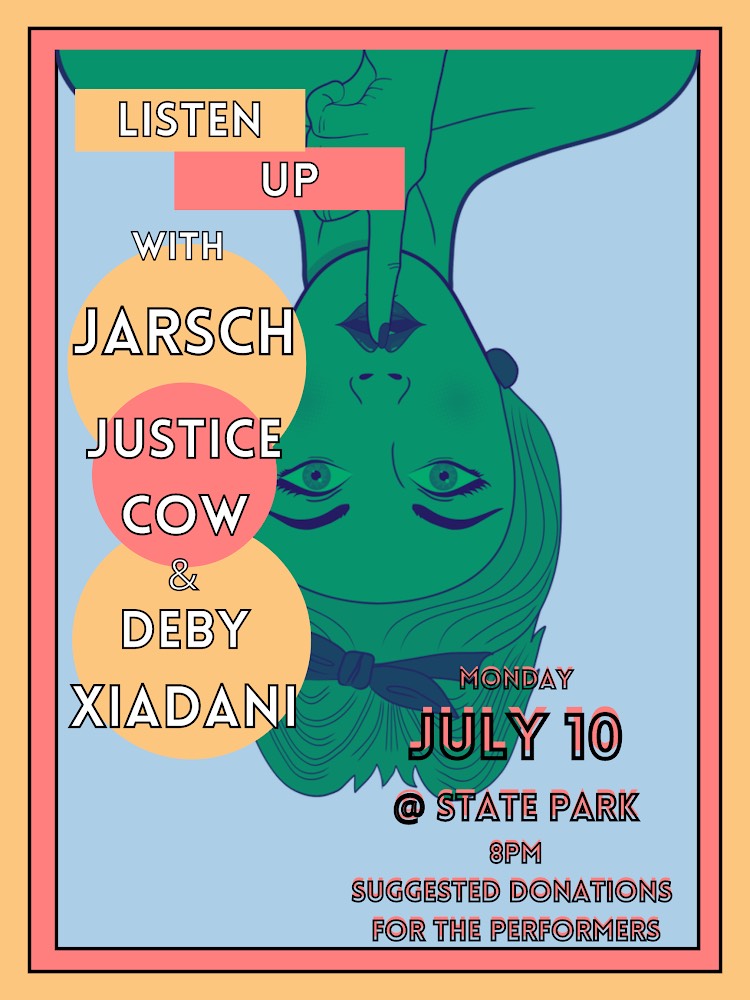 LISTEN
UP
WITH
JARSCH
JUSTICE
COW
&
DEBY
XIADANI
MONDAY
JULY 10
@ STATE PARK
8PM
SUGGESTED DONATIONS
FOR THE PERFORMERS